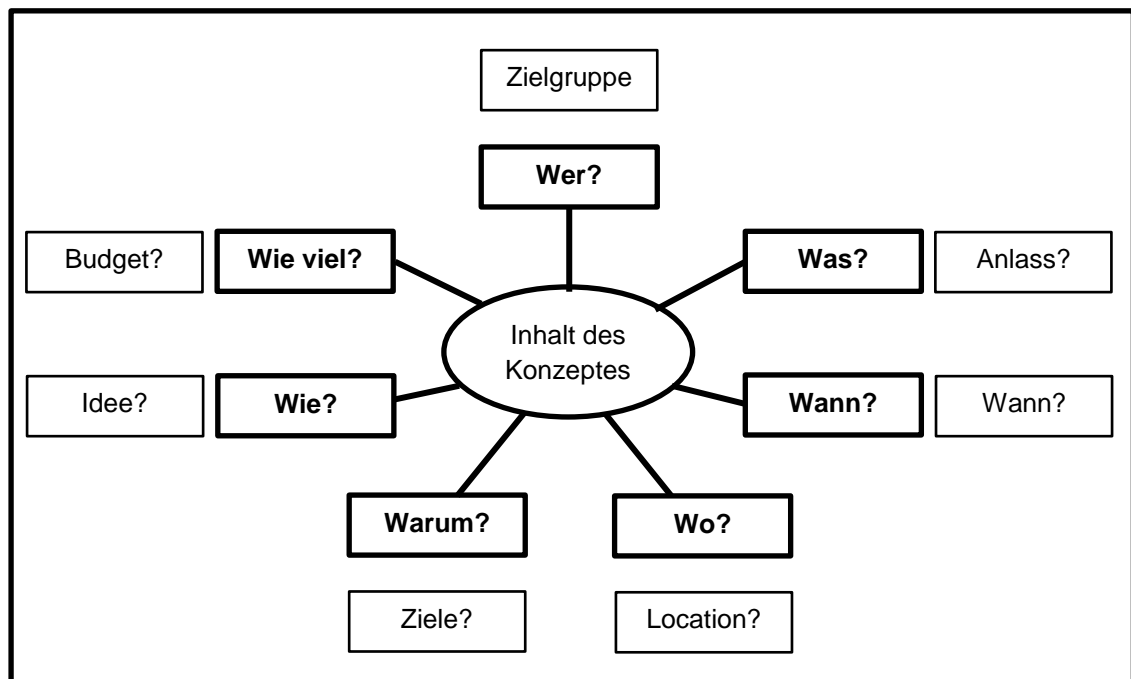 Zielgruppe
Wer?
Budget?
Wie viel?
Was?
Anlass?
Inhalt des
Konzeptes
Idee?
Wie?
Wann?
Wann?
Warum?
Wo?
Ziele?
Location?